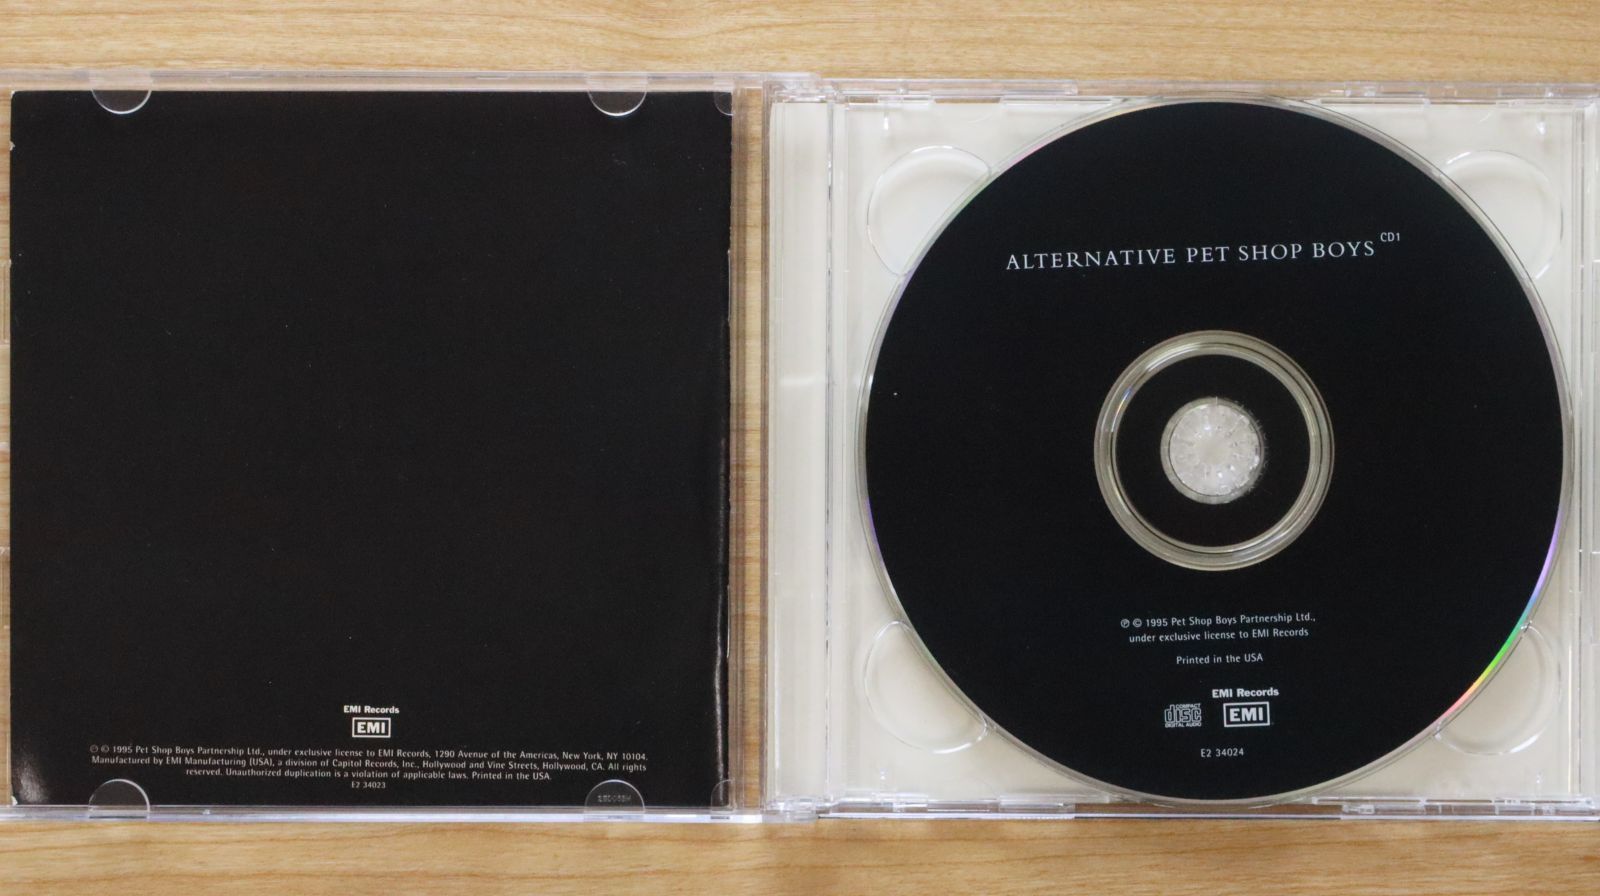 EMI Records
EMI
℗ © 1995 Pet Shop Boys Partnership Ltd., under exclusive license to EMI Records, 1290 Avenue of the Americas, New York, NY 10104.
Manufactured by EMI Manufacturing (USA), a division of Capitol Records, Inc., Hollywood and Vine Streets, Hollywood, CA. All rights
reserved. Unauthorized duplication is a violation of applicable laws. Printed in the USA.
E2 34023
ALTERNATIVE PET SHOP BOYS CD1
℗ © 1995 Pet Shop Boys Partnership Ltd.,
under exclusive license to EMI Records
Printed in the USA
EMI Records
COMPACT
disc
DIGITAL AUDIO
EMI
E2 34024